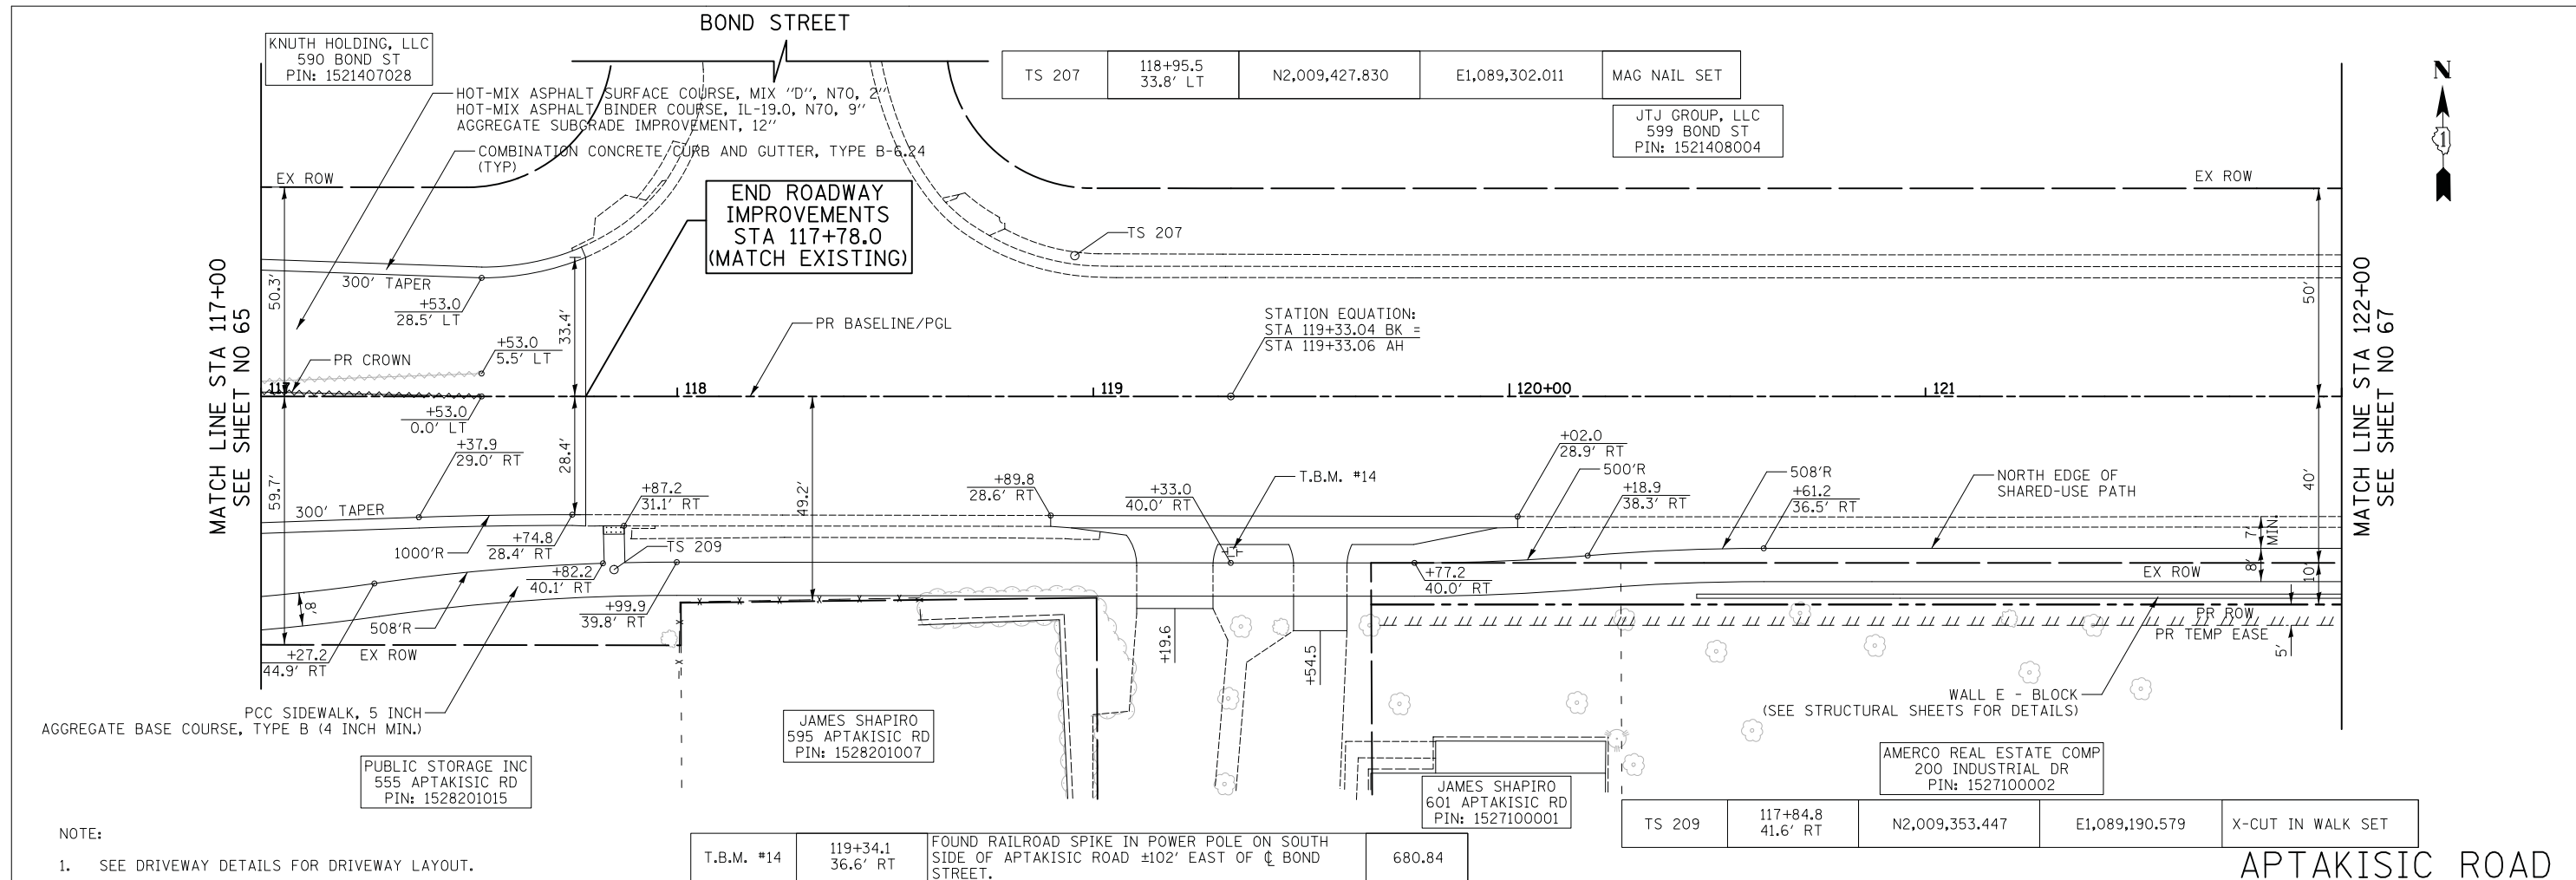 BOND STREET
KNUTH HOLDING, LLC
590 BOND ST
PIN: 1521407028
TS 207
118+95.5
33.8' LT
N2,009,427.830
E1,089,302.011
MAG NAIL SET
JTJ GROUP, LLC
599 BOND ST
PIN: 1521408004
N
1
HOT-MIX ASPHALT SURFACE COURSE, MIX "D", N70, 2"
HOT-MIX ASPHALT BINDER COURSE, IL-19.0, N70, 9"
AGGREGATE SUBGRADE IMPROVEMENT, 12"
COMBINATION CONCRETE CURB AND GUTTER, TYPE B-6.24
(TYP)
EX ROW
EX ROW
END ROADWAY
IMPROVEMENTS
STA 117+78.0
(MATCH EXISTING)
TS 207
MATCH LINE STA 117+00
SEE SHEET NO 65
50.3'
300' TAPER
+53.0
28.5' LT
33.4'
PR BASELINE/PGL
STATION EQUATION:
STA 119+33.04 BK =
STA 119+33.06 AH
50'
MATCH LINE STA 122+00
SEE SHEET NO 67
+53.0
5.5' LT
PR CROWN
117
118
119
120+00
121
+53.0
0.0' LT
+37.9
29.0' RT
28.4'
59.7'
49.2'
+87.2
31.1' RT
+89.8
28.6' RT
+33.0
40.0' RT
T.B.M. #14
+02.0
28.9' RT
500'R
+18.9
38.3' RT
508'R
+61.2
36.5' RT
NORTH EDGE OF
SHARED-USE PATH
40'
300' TAPER
1000'R
+74.8
28.4' RT
TS 209
7'
MIN.
+82.2
40.1' RT
+77.2
40.0' RT
EX ROW
8'
10'
8'
508'R
+99.9
39.8' RT
+27.2
44.9' RT
EX ROW
+19.6
+54.5
PR ROW
PR TEMP EASE
5'
PCC SIDEWALK, 5 INCH
AGGREGATE BASE COURSE, TYPE B (4 INCH MIN.)
WALL E - BLOCK
(SEE STRUCTURAL SHEETS FOR DETAILS)
JAMES SHAPIRO
595 APTAKISIC RD
PIN: 1528201007
PUBLIC STORAGE INC
555 APTAKISIC RD
PIN: 1528201015
AMERCO REAL ESTATE COMP
200 INDUSTRIAL DR
PIN: 1527100002
JAMES SHAPIRO
601 APTAKISIC RD
PIN: 1527100001
TS 209
117+84.8
41.6' RT
N2,009,353.447
E1,089,190.579
X-CUT IN WALK SET
NOTE:
1. SEE DRIVEWAY DETAILS FOR DRIVEWAY LAYOUT.
T.B.M. #14
119+34.1
36.6' RT
FOUND RAILROAD SPIKE IN POWER POLE ON SOUTH
SIDE OF APTAKISIC ROAD ±102' EAST OF ℄ BOND
STREET.
680.84
APTAKISIC ROAD